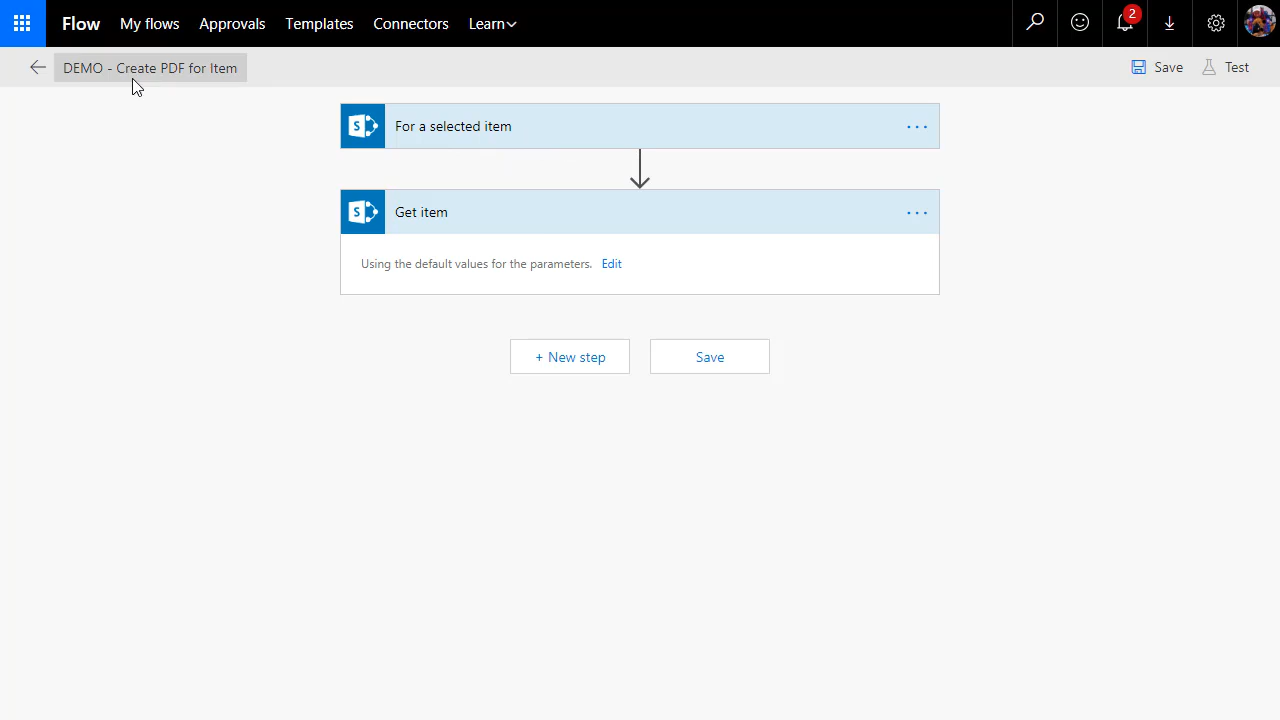 Flow My flows Approvals Templates Connectors Learn 2
DEMO - Create PDF for Item Save Test
S For a selected item ...
S Get item ...
Using the default values for the parameters. Edit
+ New step Save